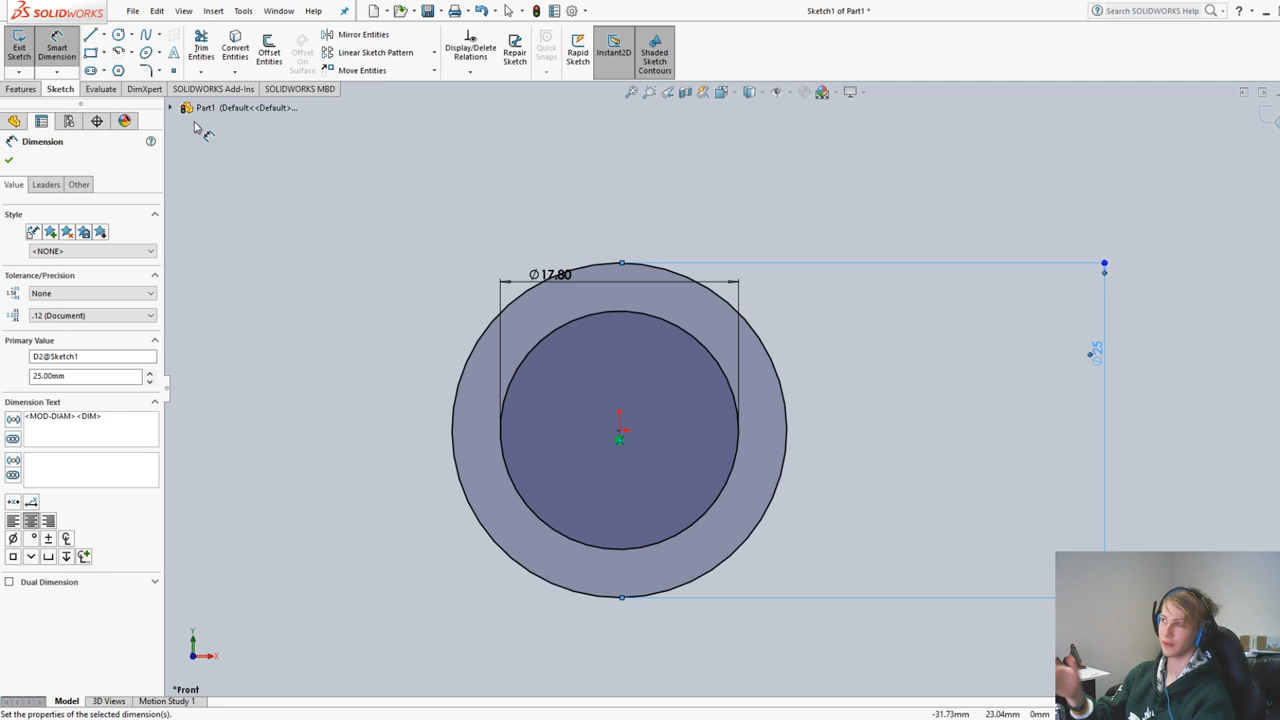 SOLIDWORKS
File Edit View Insert Tools Window Help
Sketch1 of Part1 *
Search SOLIDWORKS Help
?
Exit Sketch
Smart Dimension
Trim Entities
Convert Entities
Offset Entities
Offset On Surface
Mirror Entities
Linear Sketch Pattern
Move Entities
Display/Delete Relations
Repair Sketch
Quick Snaps
Rapid Sketch
Instant2D
Shaded Sketch Contours
Features Sketch Evaluate DimXpert SOLIDWORKS Add-Ins SOLIDWORKS MBD
Part1 (Default<<Default>...
Dimension
Value Leaders Other
Style
<NONE>
Tolerance/Precision
None
.12 (Document)
Primary Value
D2@Sketch1
25.00mm
Dimension Text
<MOD-DIAM><DIM>
Dual Dimension
Ø17.80
Ø25
Y
X
*Front
Model 3D Views Motion Study 1
Set the properties of the selected dimension(s).
-31.73mm 23.04mm 0mm